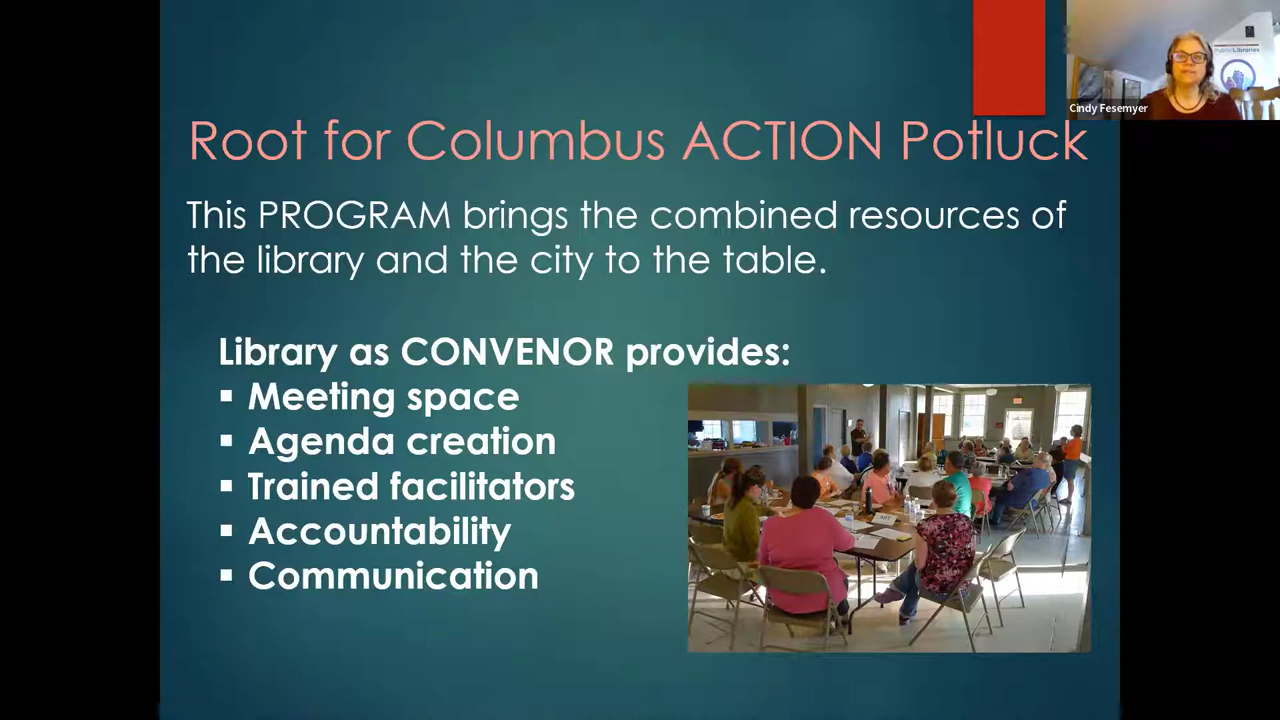 PublicLibraries
Cindy Fesemyer
Root for Columbus ACTION Potluck
This PROGRAM brings the combined resources of
the library and the city to the table.
Library as CONVENOR provides:
▪ Meeting space
▪ Agenda creation
▪ Trained facilitators
▪ Accountability
▪ Communication